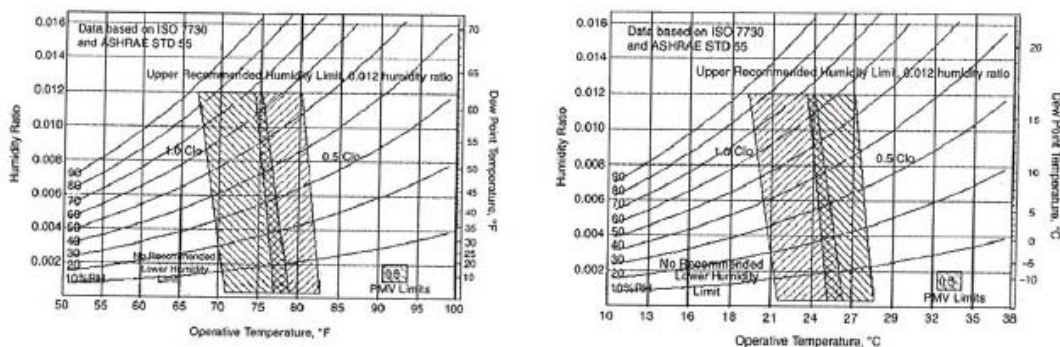 0.016
0.014
0.012
0.010
0.008
0.006
0.004
0.002
Humidity Ratio
Data based on ISO 7730
and ASHRAE STD 55
Upper Recommended Humidity Limit, 0.012 humidity ratio
1.0 Clo
0.5 Clo
90
80
70
60
50
40
30
20
10%RH
No Recommended
Lower Humidity
Limit
PMV Limits
70
65
60
55
50
45
40
35
30
25
20
10
Dew Point Temperature, °F
50 55 60 65 70 75 80 85 90 95 100
Operative Temperature, °F
0.016
0.014
0.012
0.010
0.008
0.006
0.004
0.002
Humidity Ratio
Data based on ISO 7730
and ASHRAE STD 55
Upper Recommended Humidity Limit, 0.012 humidity ratio
1.0 Clo
0.5 Clo
90
80
70
60
50
40
30
20
10%RH
No Recommended
Lower Humidity
Limit
PMV Limits
20
15
10
5
0
-5
-10
Dew Point Temperature, °C
10 13 16 18 21 24 27 29 32 35 38
Operative Temperature, °C